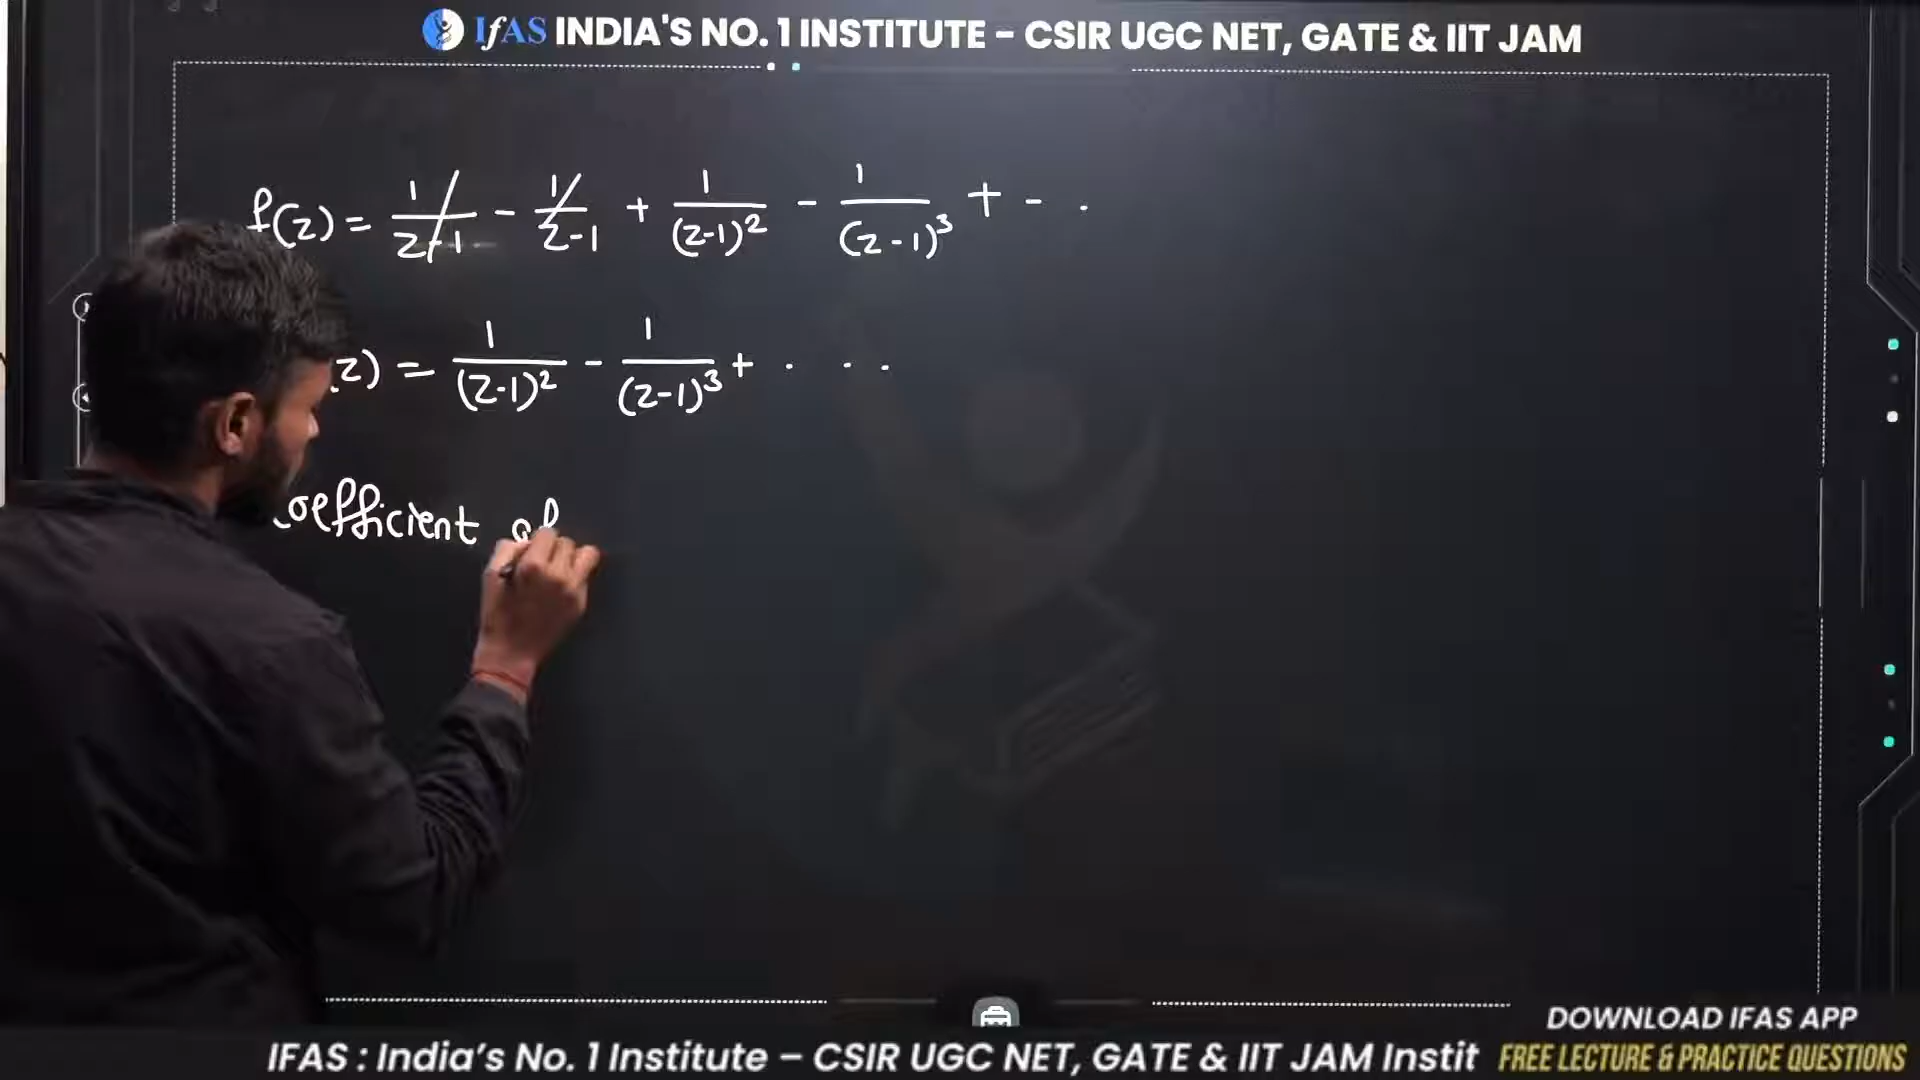 IfAS INDIA'S NO. 1 INSTITUTE - CSIR UGC NET, GATE & IIT JAM
f(z) = 1/(z-1) - 1/(z-1) + 1/(z-1)² - 1/(z-1)³ + - .
z) = 1/(z-1)² - 1/(z-1)³ + . . .
oefficient of
DOWNLOAD IFAS APP
IFAS : India's No. 1 Institute – CSIR UGC NET, GATE & IIT JAM Instit
FREE LECTURE & PRACTICE QUESTIONS